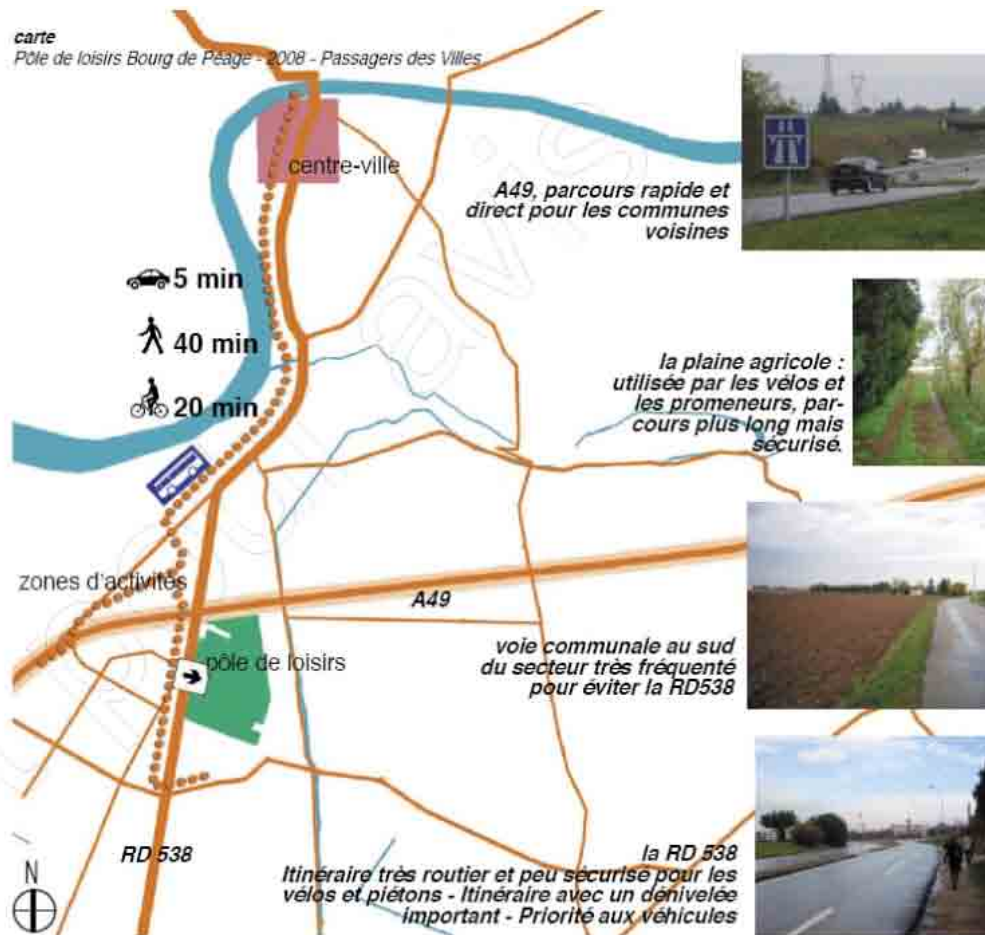 carte
Pôle de loisirs Bourg de Péage - 2008 - Passagers des Villes
centre-ville
A49, parcours rapide et
direct pour les communes
voisines
5 min
40 min
20 min
la plaine agricole :
utilisée par les vélos et
les promeneurs, par-
cours plus long mais
sécurisé.
zones d'activités
A49
pôle de loisirs
voie communale au sud
du secteur très fréquenté
pour éviter la RD538
RD 538
la RD 538
Itinéraire très routier et peu sécurisé pour les
vélos et piétons - Itinéraire avec un dénivelée
important - Priorité aux véhicules
N